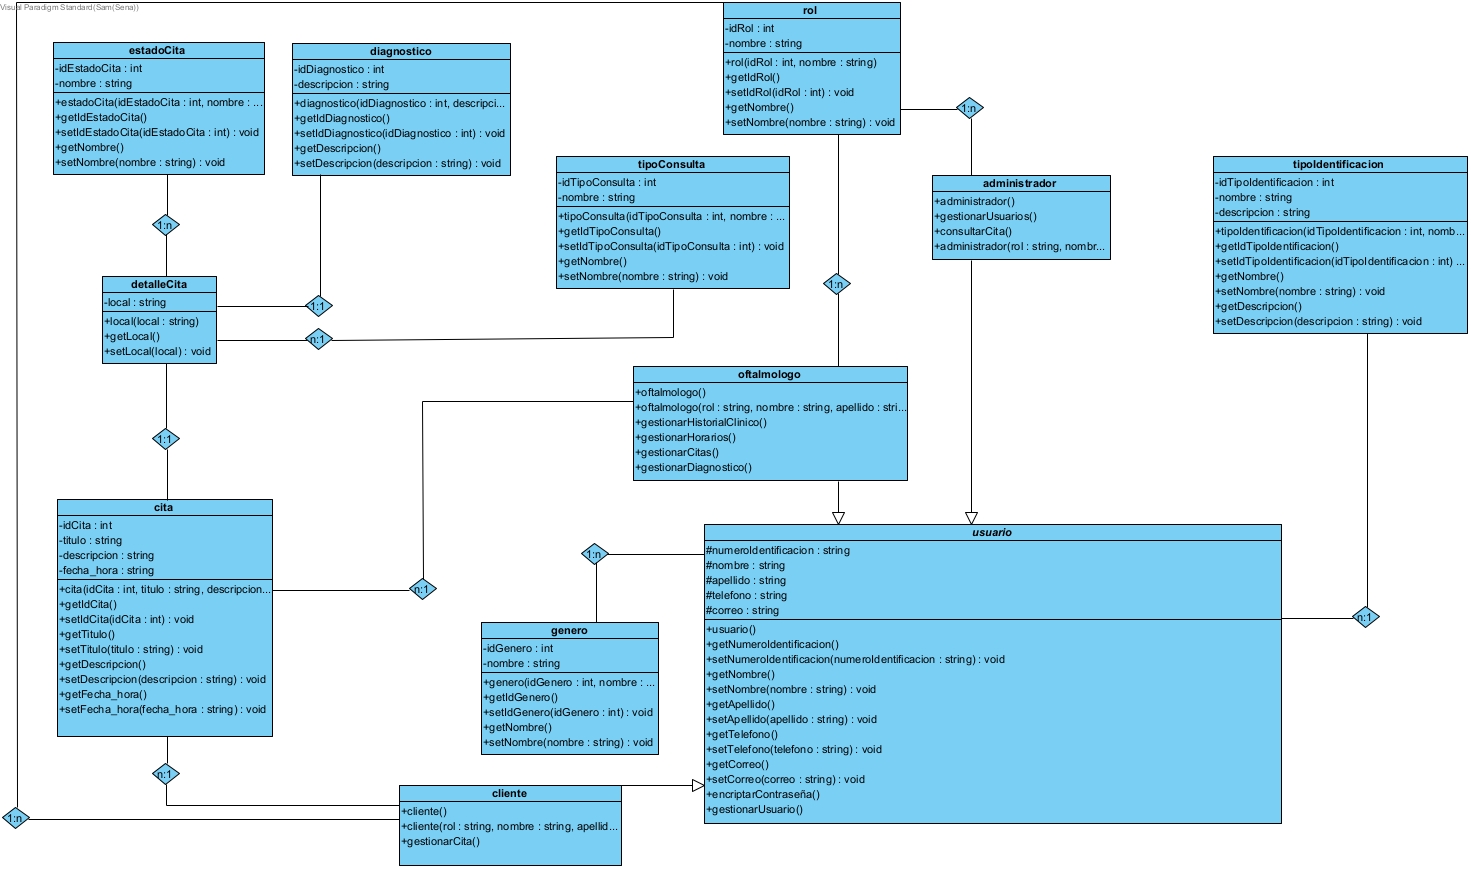 Visual Paradigm Standard(Sam(Sena))
rol
-idRol : int
-nombre : string
+rol(idRol : int, nombre : string)
+getIdRol()
+setIdRol(idRol : int) : void
+getNombre()
+setNombre(nombre : string) : void
estadoCita
-idEstadoCita : int
-nombre : string
+estadoCita(idEstadoCita : int, nombre : ...
+getIdEstadoCita()
+setIdEstadoCita(idEstadoCita : int) : void
+getNombre()
+setNombre(nombre : string) : void
diagnostico
-idDiagnostico : int
-descripcion : string
+diagnostico(idDiagnostico : int, descripci...
+getIdDiagnostico()
+setIdDiagnostico(idDiagnostico : int) : void
+getDescripcion()
+setDescripcion(descripcion : string) : void
1:n
tipoConsulta
-idTipoConsulta : int
-nombre : string
+tipoConsulta(idTipoConsulta : int, nombre : ...
+getIdTipoConsulta()
+setIdTipoConsulta(idTipoConsulta : int) : void
+getNombre()
+setNombre(nombre : string) : void
administrador
+administrador()
+gestionarUsuarios()
+consultarCita()
+administrador(rol : string, nombr...
tipoIdentificacion
-idTipoIdentificacion : int
-nombre : string
-descripcion : string
+tipoIdentificacion(idTipoIdentificacion : int, nomb...
+getIdTipoIdentificacion()
+setIdTipoIdentificacion(idTipoIdentificacion : int) ...
+getNombre()
+setNombre(nombre : string) : void
+getDescripcion()
+setDescripcion(descripcion : string) : void
1:n
1:n
detalleCita
-local : string
+local(local : string)
+getLocal()
+setLocal(local) : void
1:1
n:1
oftalmologo
+oftalmologo()
+oftalmologo(rol : string, nombre : string, apellido : stri...
+gestionarHistorialClinico()
+gestionarHorarios()
+gestionarCitas()
+gestionarDiagnostico()
1:1
cita
-idCita : int
-titulo : string
-descripcion : string
-fecha_hora : string
+cita(idCita : int, titulo : string, descripcion...
+getIdCita()
+setIdCita(idCita : int) : void
+getTitulo()
+setTitulo(titulo : string) : void
+getDescripcion()
+setDescripcion(descripcion : string) : void
+getFecha_hora()
+setFecha_hora(fecha_hora : string) : void
n:1
1:n
usuario
#numeroIdentificacion : string
#nombre : string
#apellido : string
#telefono : string
#correo : string
+usuario()
+getNumeroIdentificacion()
+setNumeroIdentificacion(numeroIdentificacion : string) : void
+getNombre()
+setNombre(nombre : string) : void
+getApellido()
+setApellido(apellido : string) : void
+getTelefono()
+setTelefono(telefono : string) : void
+getCorreo()
+setCorreo(correo : string) : void
+encriptarContraseña()
+gestionarUsuario()
n:1
genero
-idGenero : int
-nombre : string
+genero(idGenero : int, nombre : ...
+getIdGenero()
+setIdGenero(idGenero : int) : void
+getNombre()
+setNombre(nombre : string) : void
n:1
1:n
cliente
+cliente()
+cliente(rol : string, nombre : string, apellid...
+gestionarCita()